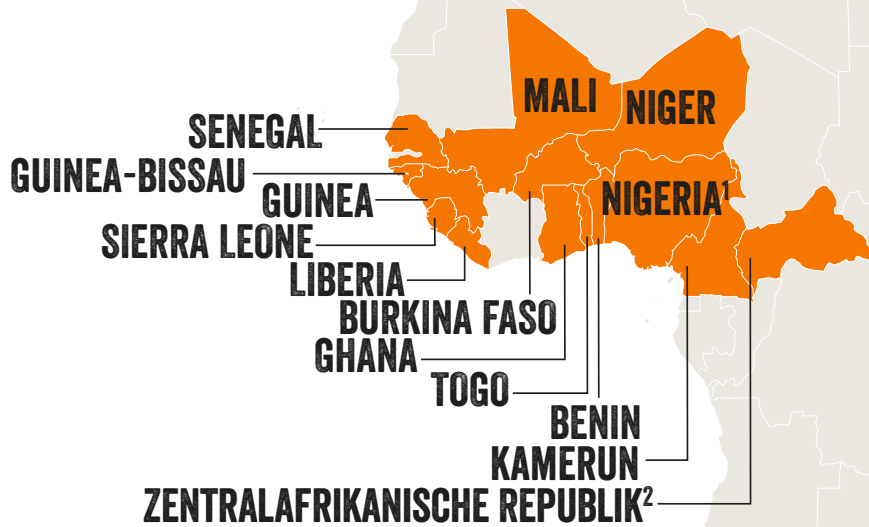 MALI
NIGER
SENEGAL
GUINEA-BISSAU
NIGERIA¹
GUINEA
SIERRA LEONE
LIBERIA
BURKINA FASO
GHANA
TOGO
BENIN
KAMERUN
ZENTRALAFRIKANISCHE REPUBLIK²